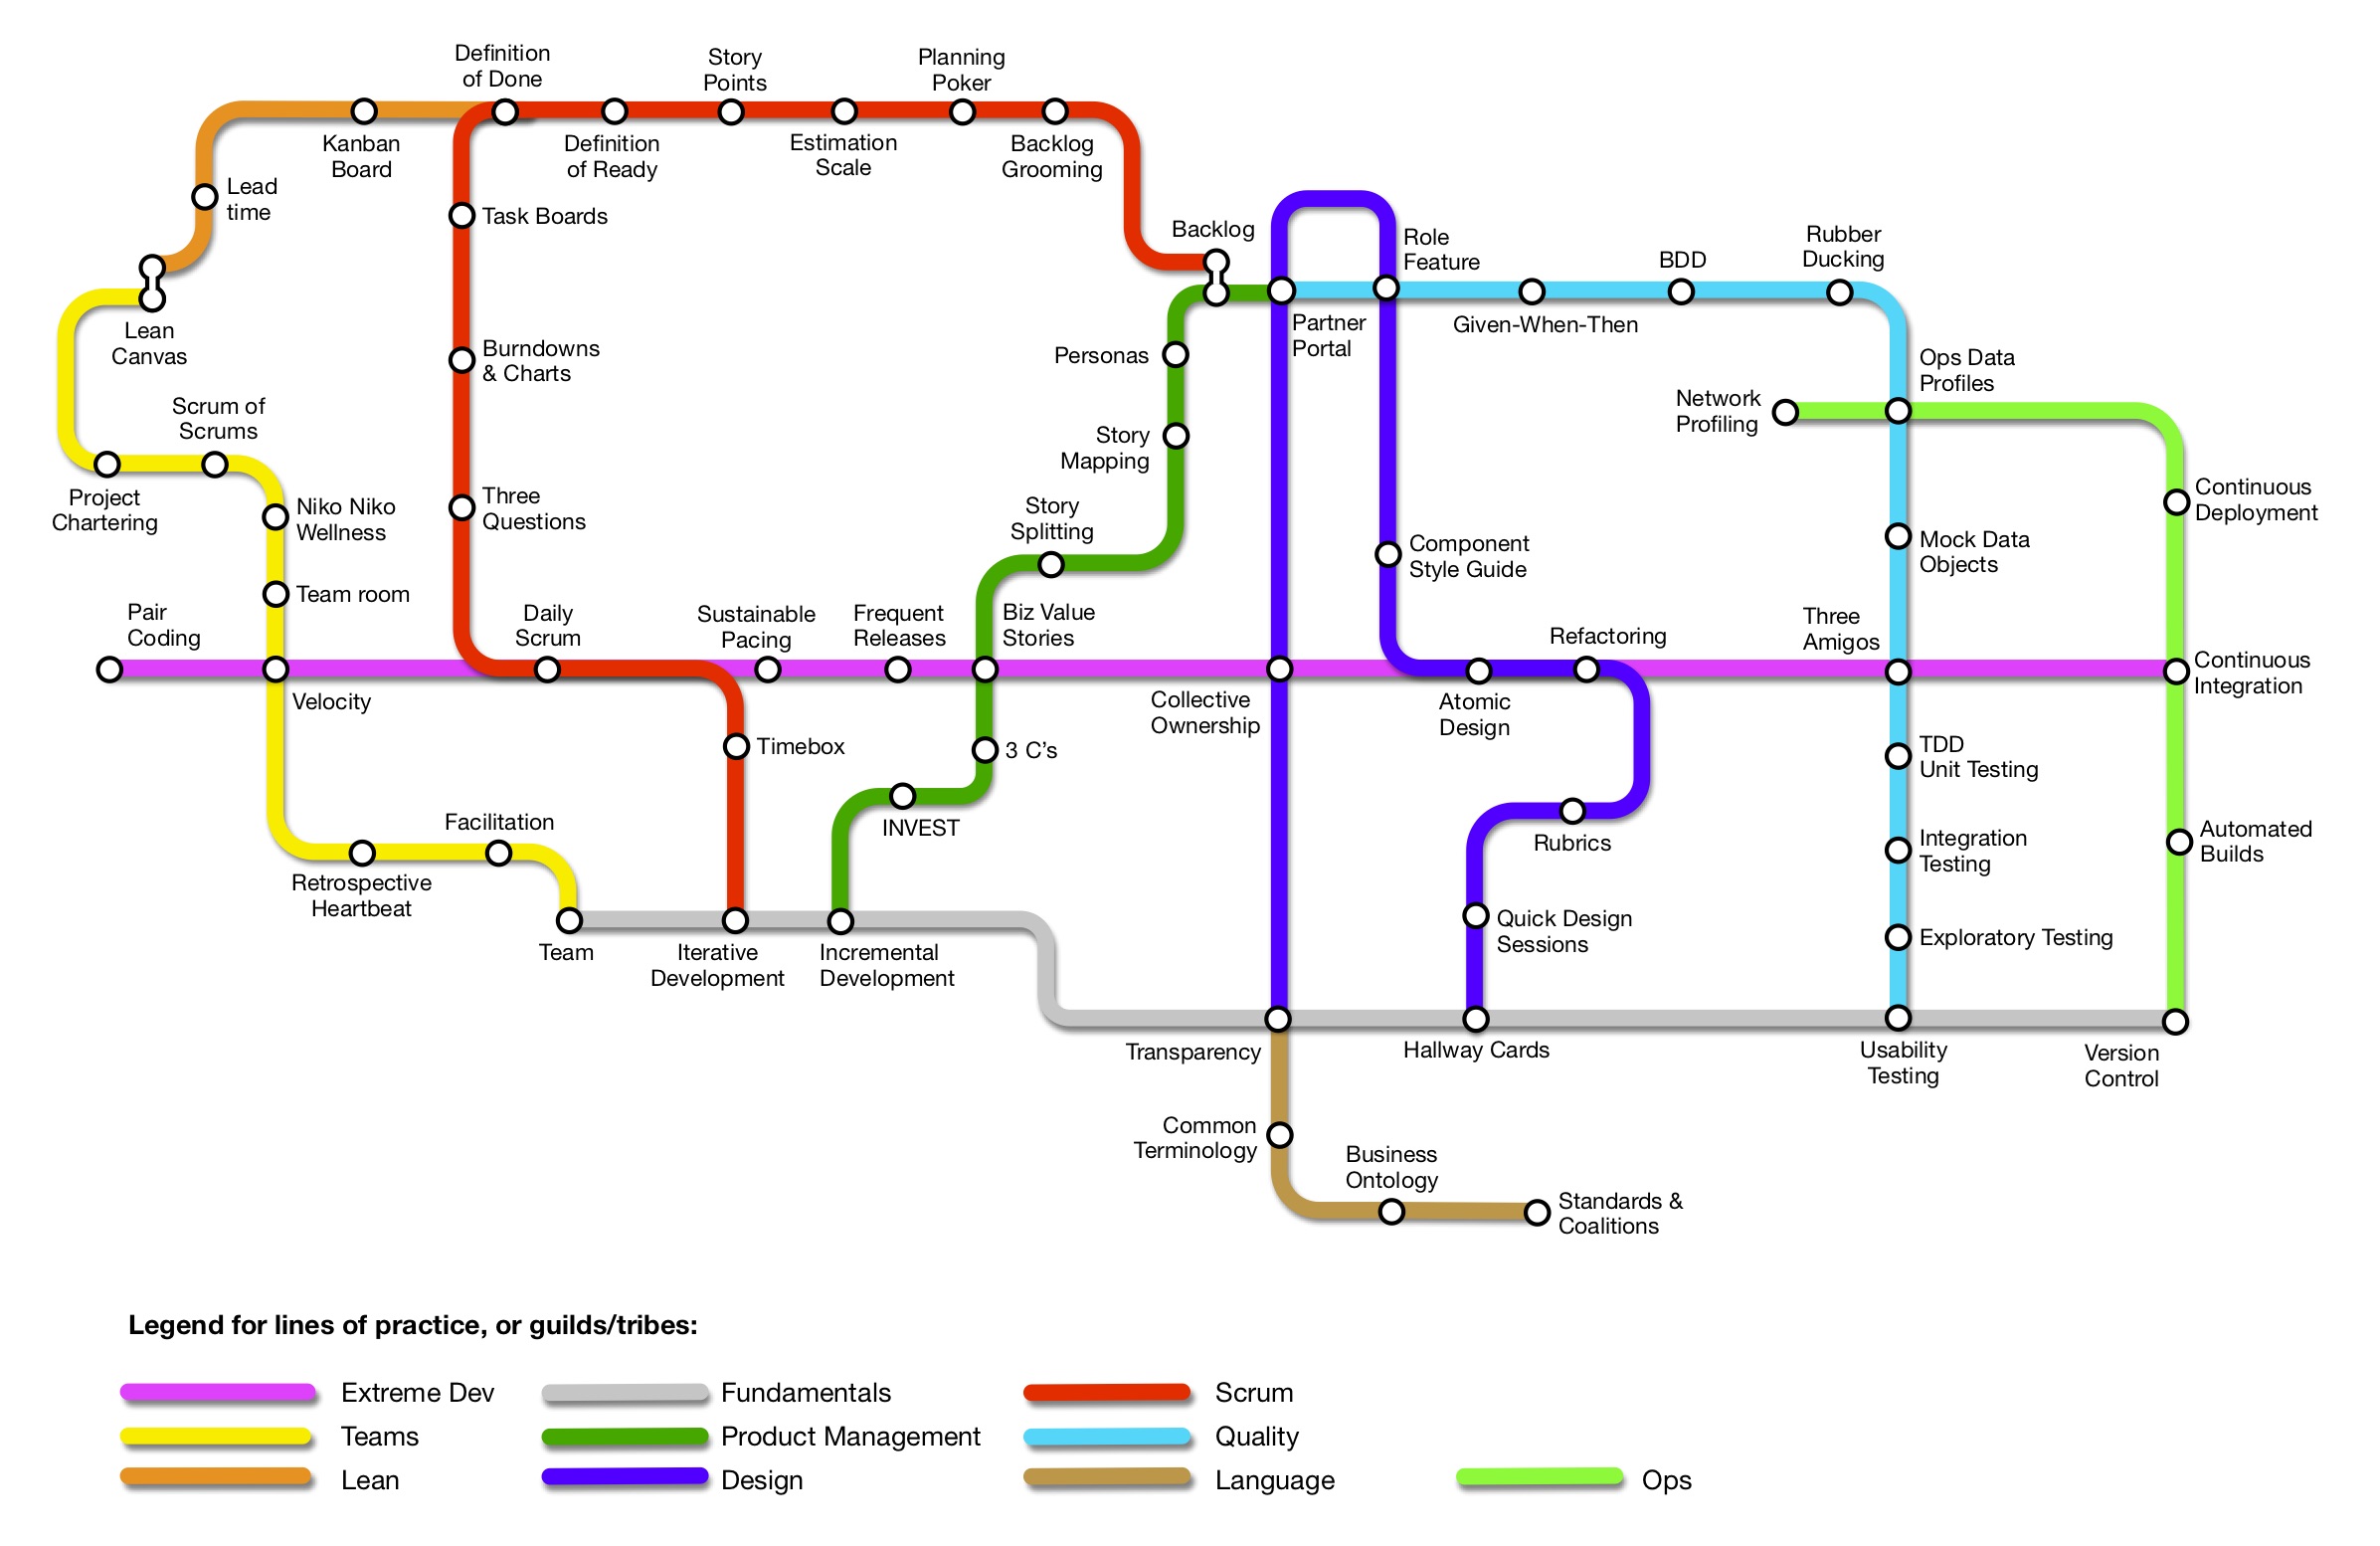 Definition
of Done
Story
Points
Planning
Poker
Kanban
Board
Definition
of Ready
Estimation
Scale
Backlog
Grooming
Lead
time
Task Boards
Backlog
Role
Feature
BDD
Rubber
Ducking
Lean
Canvas
Burndowns
& Charts
Personas
Partner
Portal
Given-When-Then
Ops Data
Profiles
Network
Profiling
Scrum of
Scrums
Story
Mapping
Project
Chartering
Niko Niko
Wellness
Three
Questions
Story
Splitting
Continuous
Deployment
Component
Style Guide
Mock Data
Objects
Team room
Pair
Coding
Daily
Scrum
Sustainable
Pacing
Frequent
Releases
Biz Value
Stories
Refactoring
Three
Amigos
Continuous
Integration
Velocity
Collective
Ownership
Atomic
Design
Timebox
3 C's
TDD
Unit Testing
INVEST
Facilitation
Rubrics
Integration
Testing
Automated
Builds
Retrospective
Heartbeat
Quick Design
Sessions
Exploratory Testing
Team
Iterative
Development
Incremental
Development
Transparency
Hallway Cards
Usability
Testing
Version
Control
Common
Terminology
Business
Ontology
Standards &
Coalitions
Legend for lines of practice, or guilds/tribes:
Extreme Dev
Fundamentals
Scrum
Teams
Product Management
Quality
Lean
Design
Language
Ops